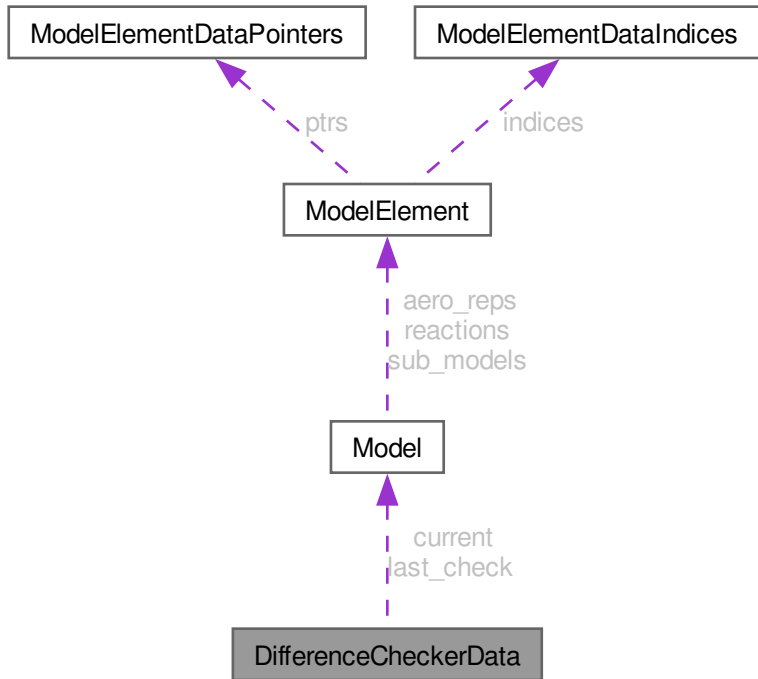 ModelElementDataPointers
ModelElementDataIndices
ptrs
indices
ModelElement
aero_reps
reactions
sub_models
Model
current
last_check
DifferenceCheckerData